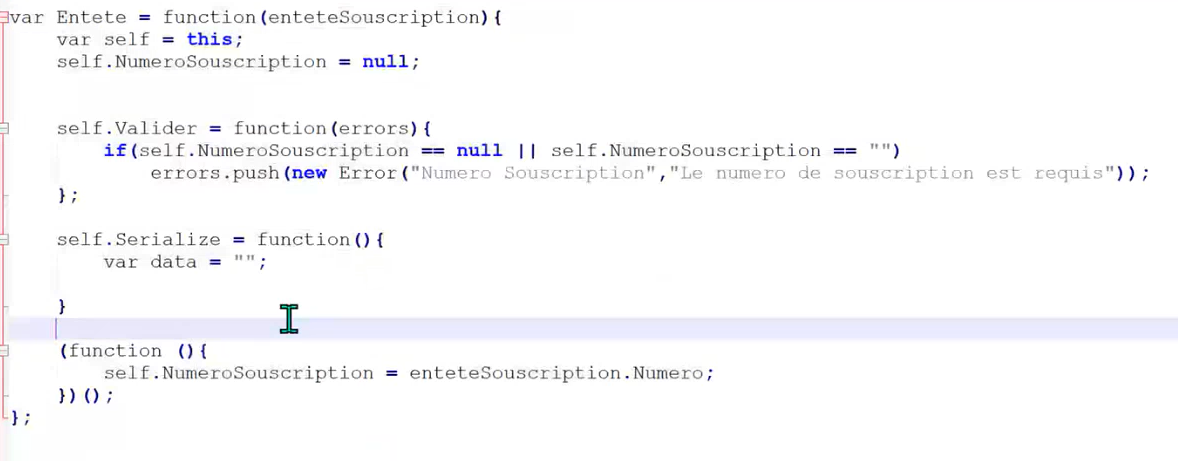 var Entete = function(enteteSouscription){
var self = this;
self.NumeroSouscription = null;
self.Valider = function(errors){
if(self.NumeroSouscription == null || self.NumeroSouscription == "")
errors.push(new Error("Numero Souscription","Le numero de souscription est requis"));
};
self.Serialize = function(){
var data = "";
}
(function (){
self.NumeroSouscription = enteteSouscription.Numero;
})();
};